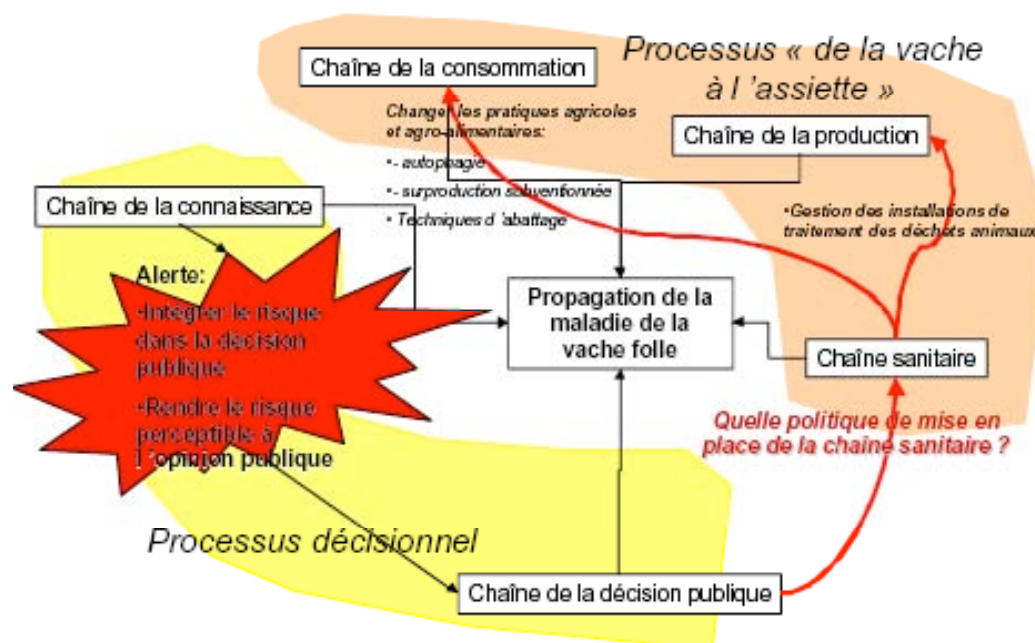 Processus « de la vache
à l 'assiette »
Chaîne de la consommation
Changer les pratiques agricoles
et agro-alimentaires:
•- autophagie
•- surproduction subventionnée
• Techniques d 'abattage
Chaîne de la production
•Gestion des installations de
traitement des déchets animaux
Chaîne de la connaissance
Alerte:
•Intégrer le risque
dans la décision
publique
•Rendre le risque
perceptible à
l 'opinion publique
Propagation de la
maladie de la
vache folle
Chaîne sanitaire
Quelle politique de mise en
place de la chaîne sanitaire ?
Processus décisionnel
Chaîne de la décision publique